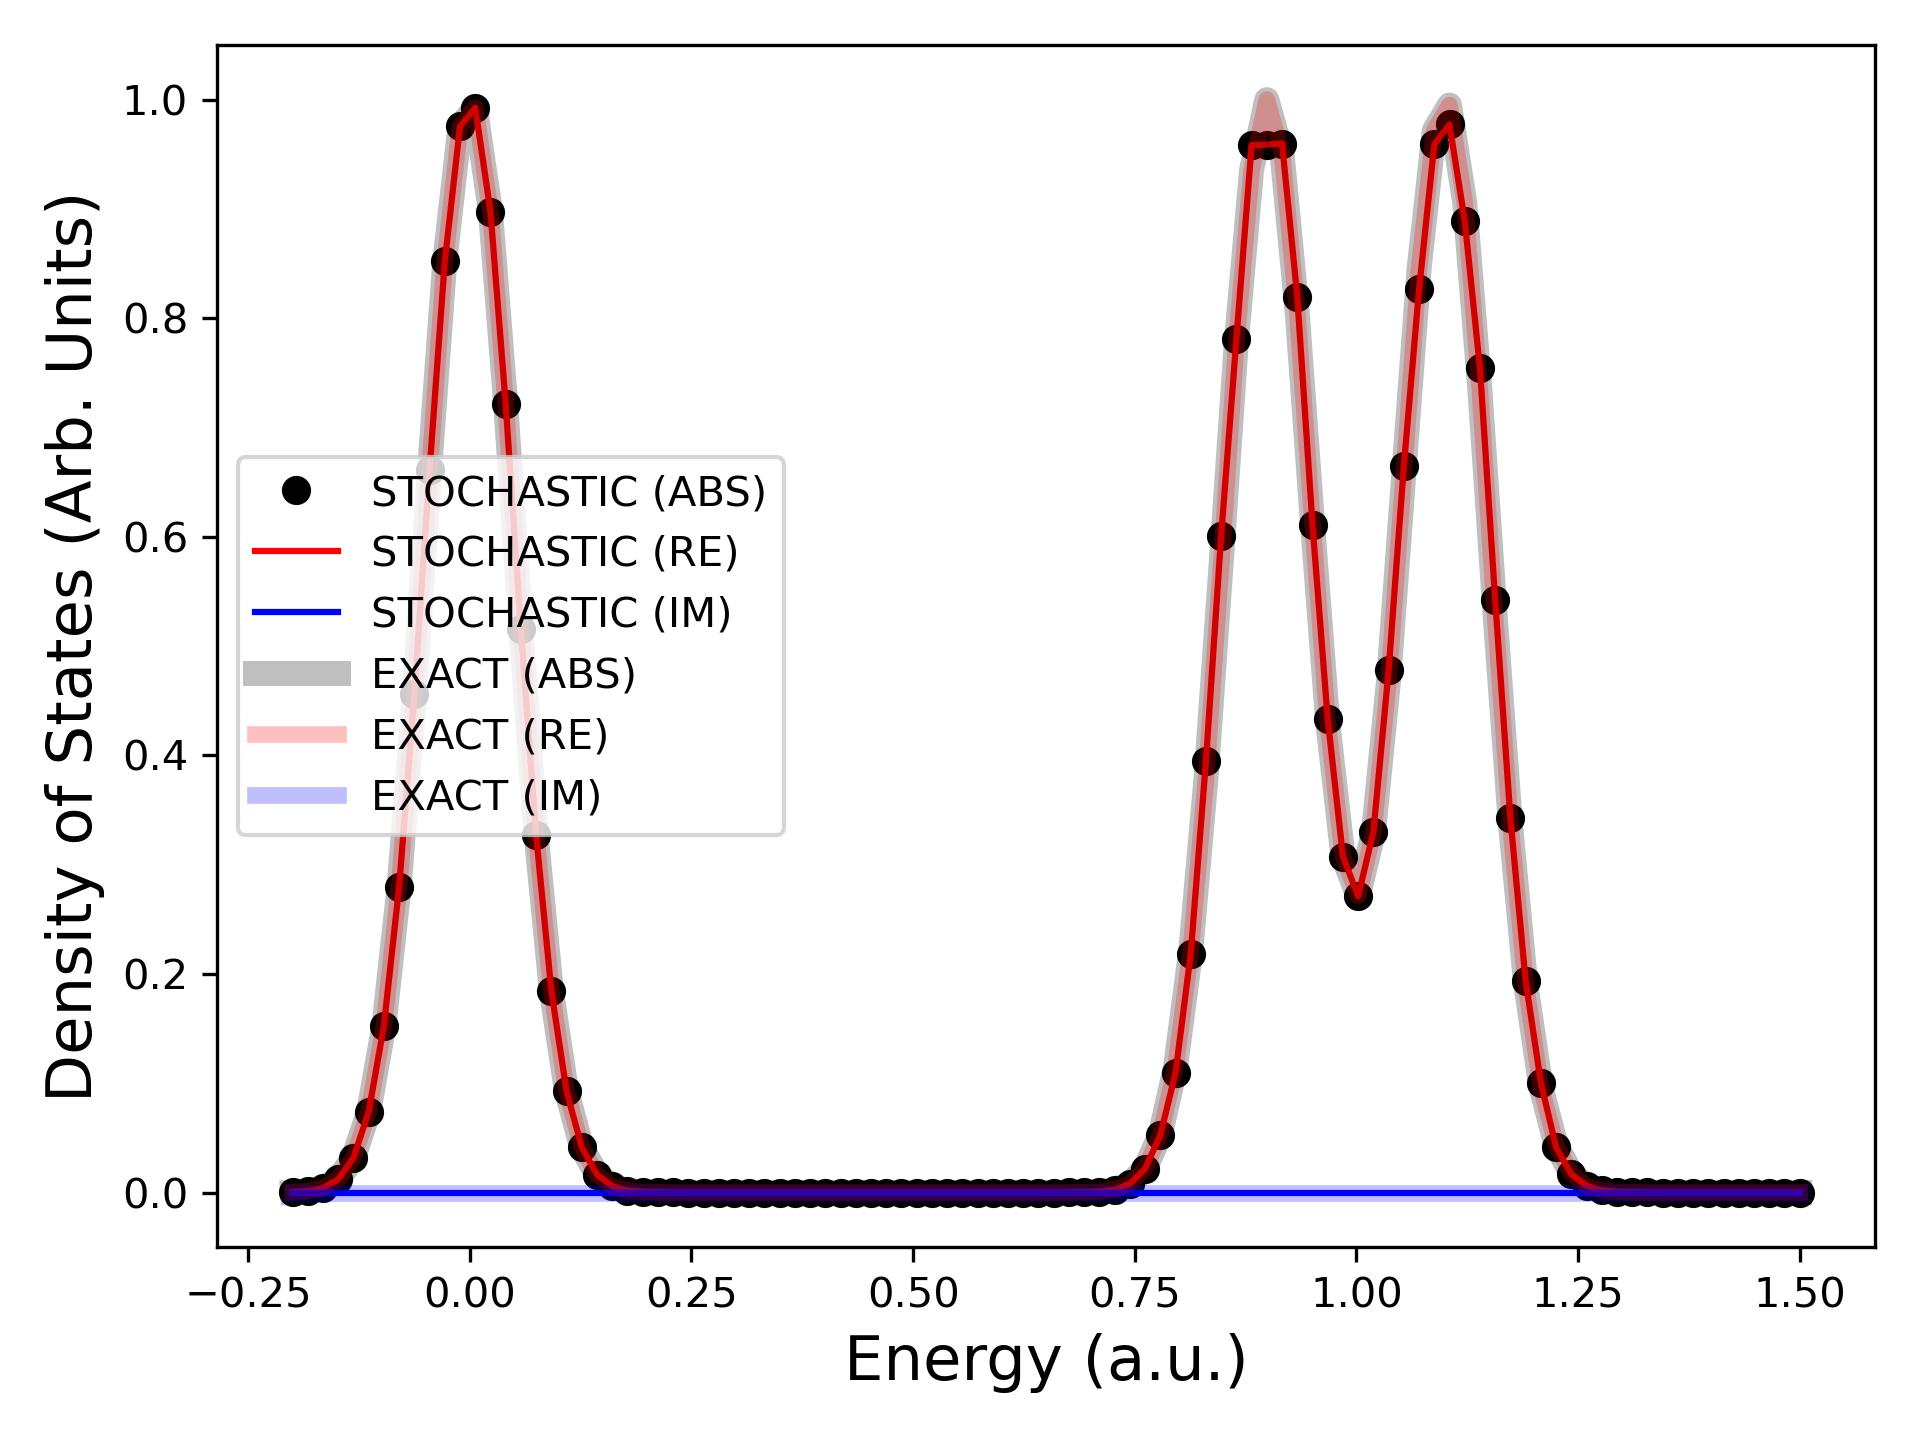 Density of States (Arb. Units)
1.0
0.8
0.6
0.4
0.2
0.0
STOCHASTIC (ABS)
STOCHASTIC (RE)
STOCHASTIC (IM)
EXACT (ABS)
EXACT (RE)
EXACT (IM)
−0.25 0.00 0.25 0.50 0.75 1.00 1.25 1.50
Energy (a.u.)